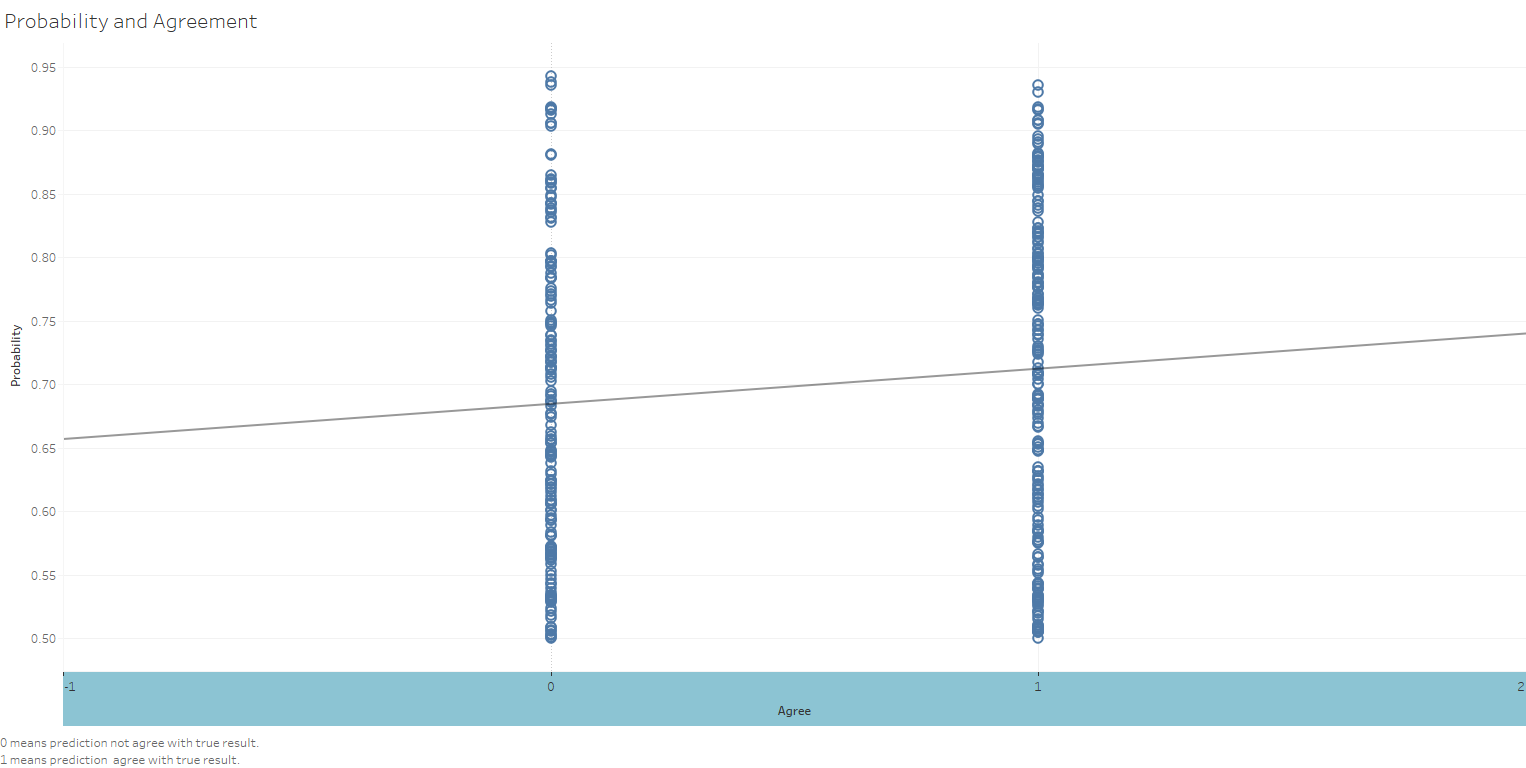 Probability and Agreement
0.95
0.90
0.85
0.80
0.75
0.70
0.65
0.60
0.55
0.50
Probability
-1 0 1 2
Agree
0 means prediction not agree with true result.
1 means prediction  agree with true result.